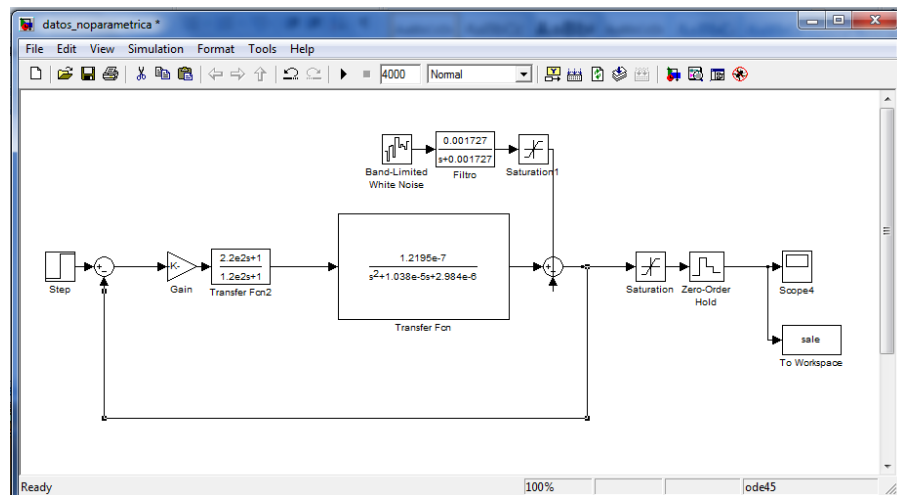 datos_noparametrica *
File Edit View Simulation Format Tools Help
4000 Normal
0.001727
s+0.001727
Band-Limited
White Noise
Filtro
Saturation1
Step
-K-
Gain
2.2e2s+1
1.2e2s+1
Transfer Fcn2
1.2195e-7
s2+1.038e-5s+2.984e-6
Transfer Fcn
Saturation
Zero-Order
Hold
Scope4
sale
To Workspace
Ready 100% ode45